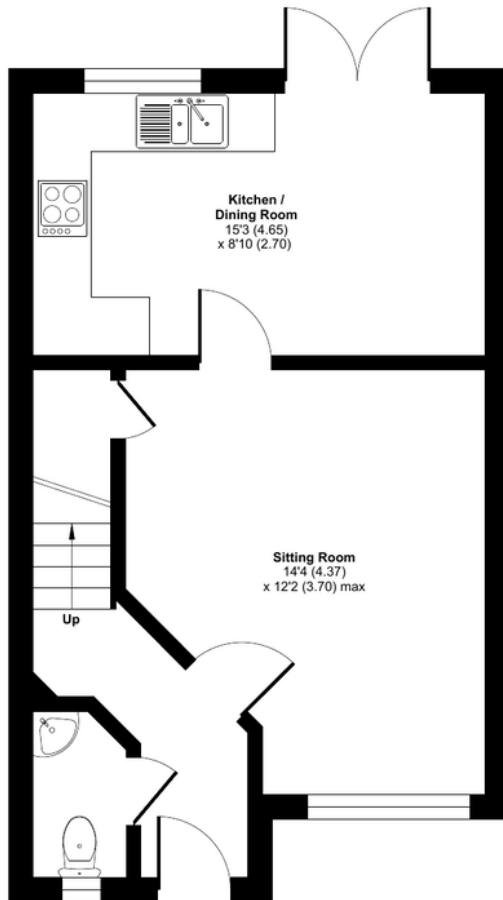 Kitchen /
Dining Room
15'3 (4.65)
x 8'10 (2.70)
Sitting Room
14'4 (4.37)
x 12'2 (3.70) max
Up